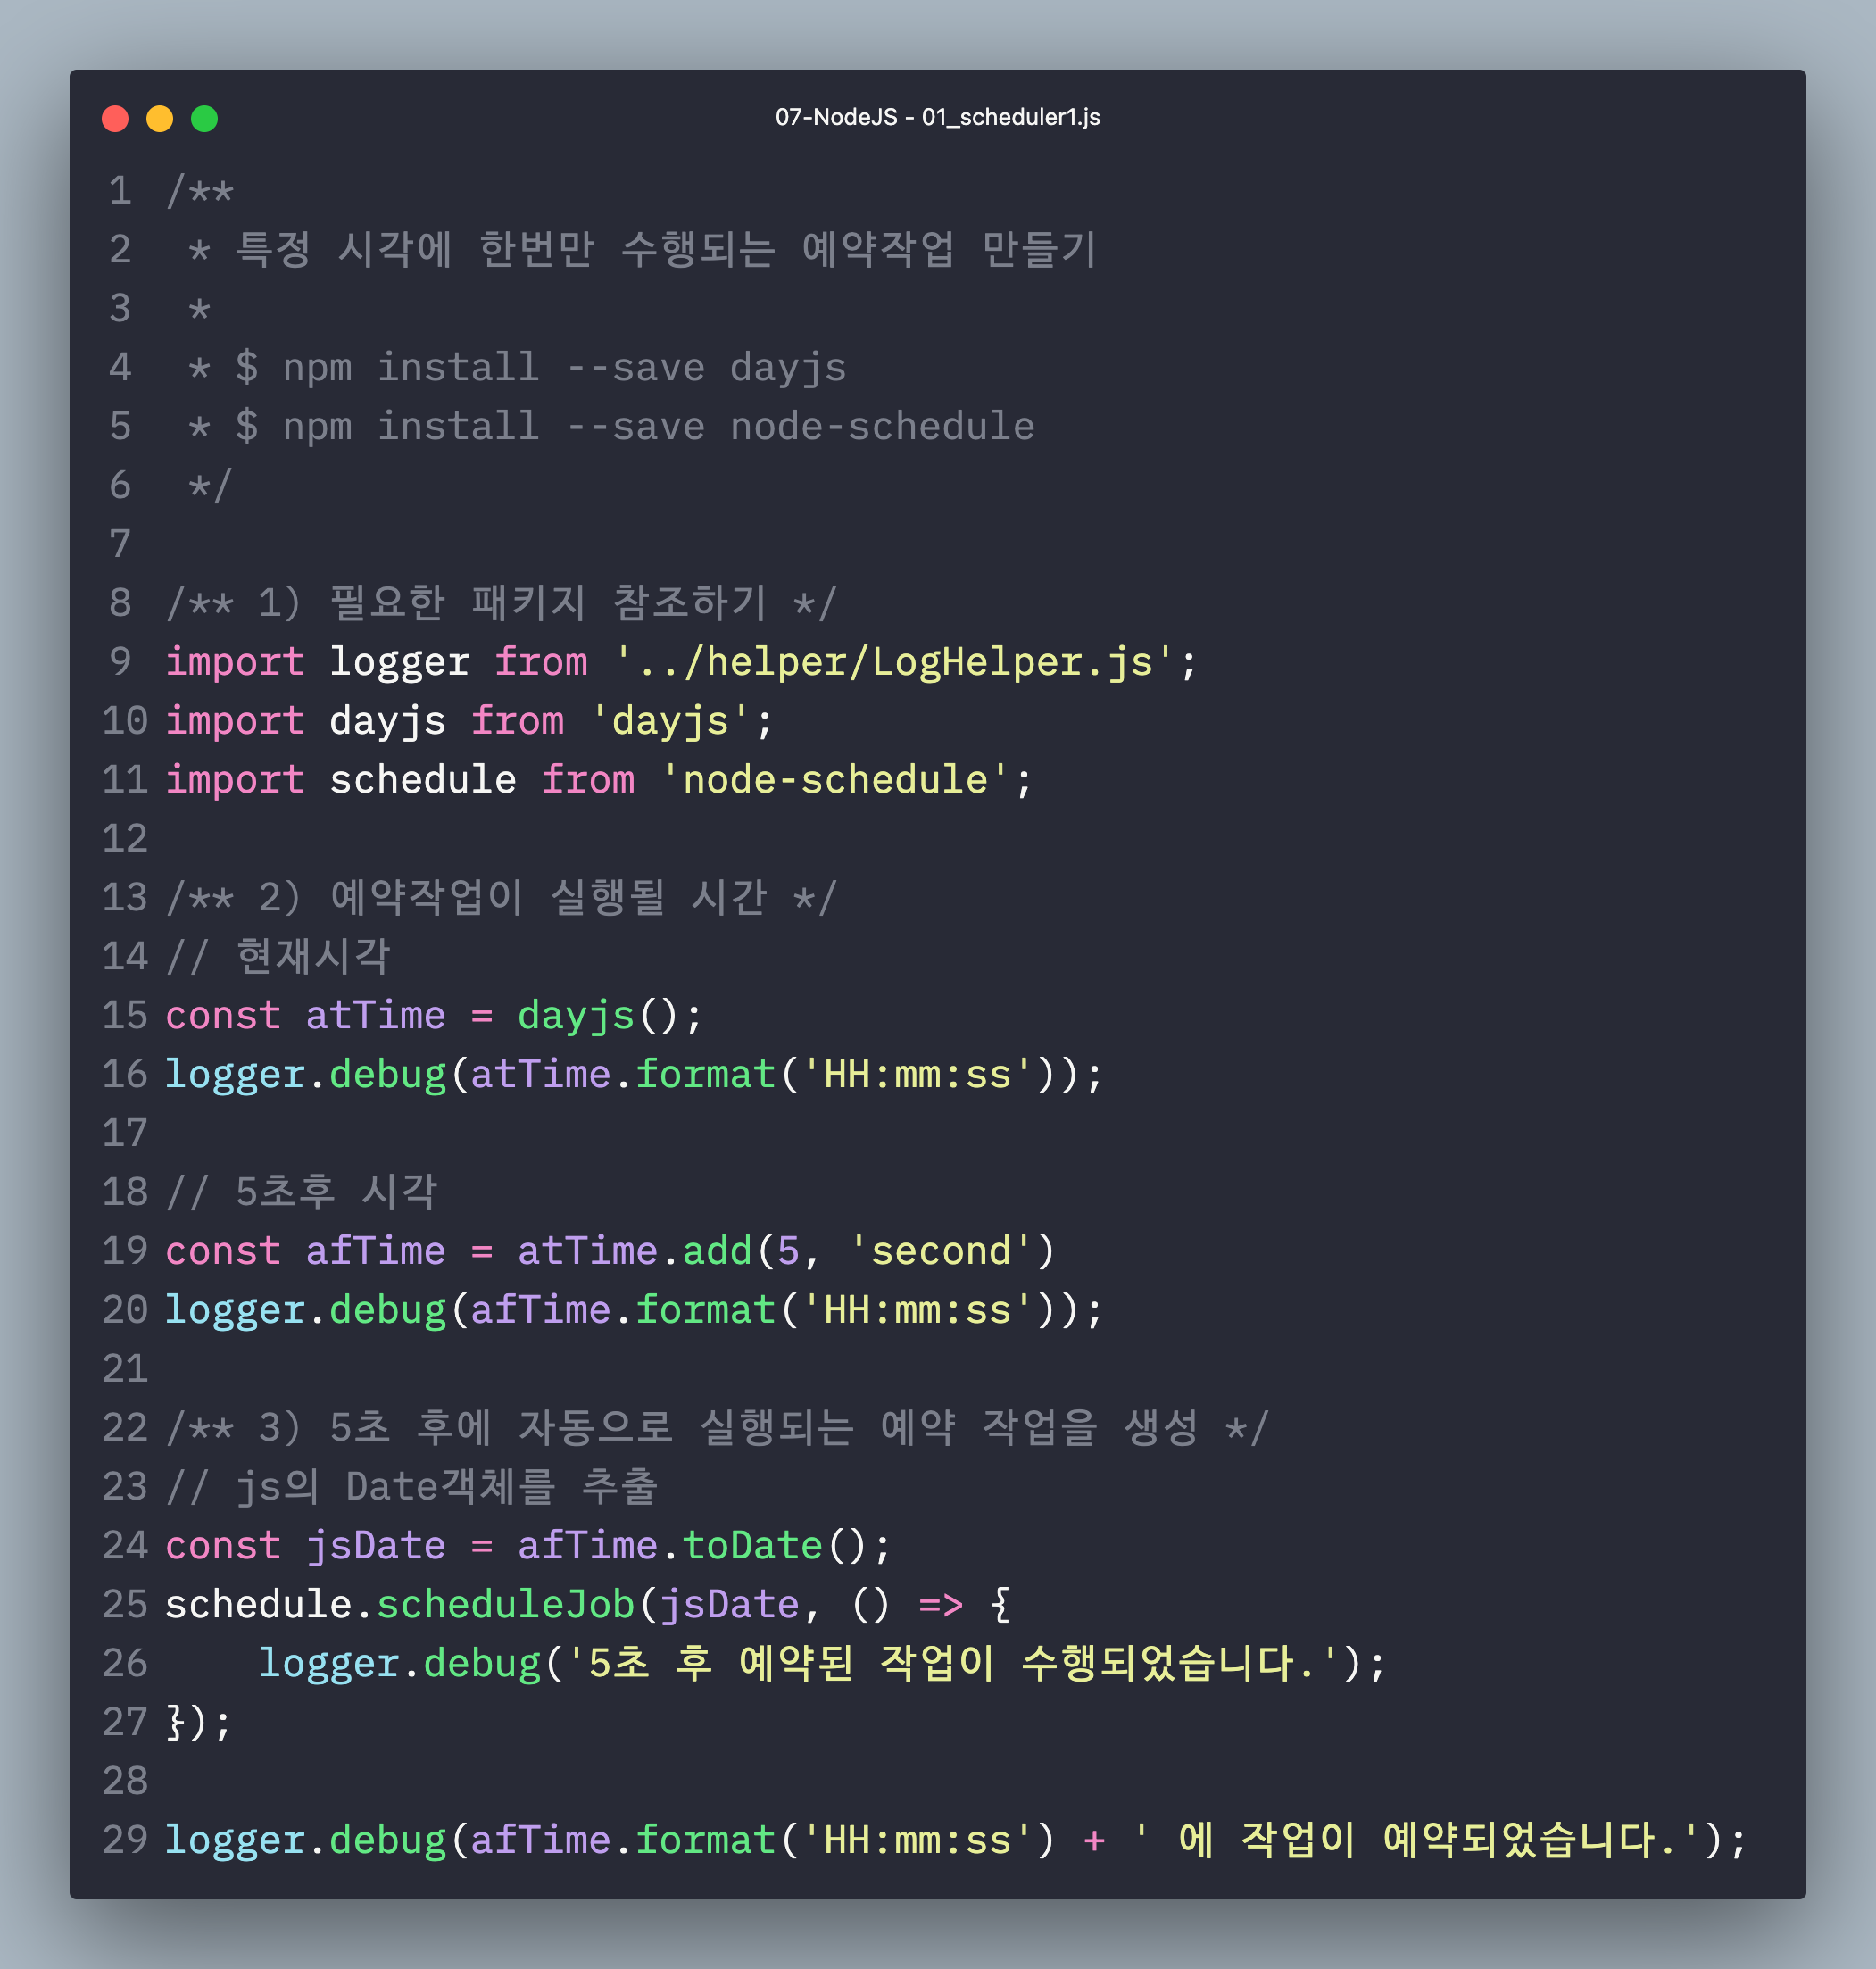 07-NodeJS - 01_scheduler1.js
1 /**
2  * 특정 시각에 한번만 수행되는 예약작업 만들기
3  *
4  * $ npm install --save dayjs
5  * $ npm install --save node-schedule
6  */
7
8 /** 1) 필요한 패키지 참조하기 */
9 import logger from '../helper/LogHelper.js';
10 import dayjs from 'dayjs';
11 import schedule from 'node-schedule';
12
13 /** 2) 예약작업이 실행될 시간 */
14 // 현재시각
15 const atTime = dayjs();
16 logger.debug(atTime.format('HH:mm:ss'));
17
18 // 5초후 시각
19 const afTime = atTime.add(5, 'second')
20 logger.debug(afTime.format('HH:mm:ss'));
21
22 /** 3) 5초 후에 자동으로 실행되는 예약 작업을 생성 */
23 // js의 Date객체를 추출
24 const jsDate = afTime.toDate();
25 schedule.scheduleJob(jsDate, () => {
26     logger.debug('5초 후 예약된 작업이 수행되었습니다.');
27 });
28
29 logger.debug(afTime.format('HH:mm:ss') + ' 에 작업이 예약되었습니다.');